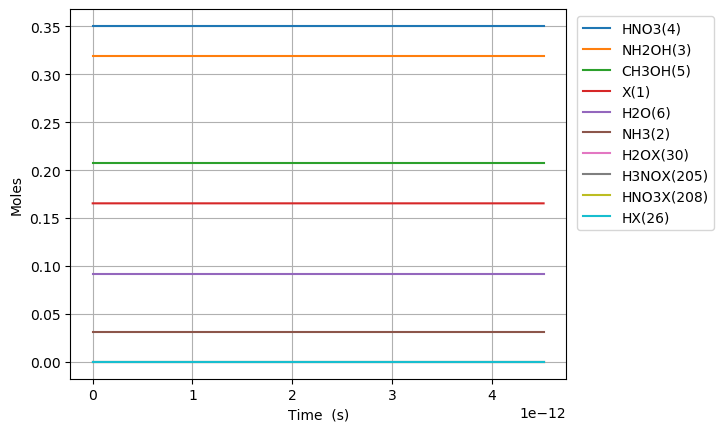 0.35
0.30
0.25
0.20
0.15
0.10
0.05
0.00
Moles
0
1
2
3
4
1e−12
Time (s)
HNO3(4)
NH2OH(3)
CH3OH(5)
X(1)
H2O(6)
NH3(2)
H2OX(30)
H3NOX(205)
HNO3X(208)
HX(26)